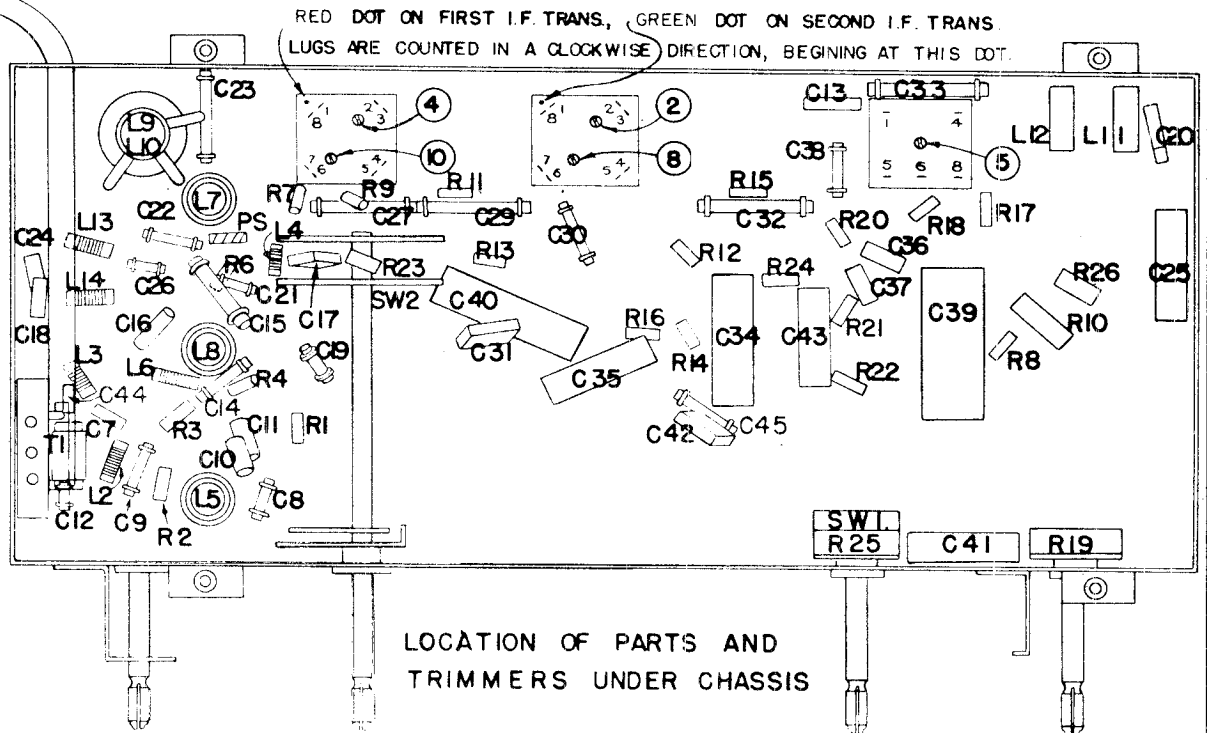 RED DOT ON FIRST I.F. TRANS., GREEN DOT ON SECOND I.F. TRANS.
LUGS ARE COUNTED IN A CLOCKWISE DIRECTION, BEGINING AT THIS DOT.
C23
L9
L10
1
8
2
3
4
7
6
4
5
10
1
8
2
3
2
7
6
4
5
8
C13
C33
1
4
5
6
8
15
L12
L11
C20
C38
L7
R7
R9
R11
C27
C29
R15
C32
R20
R18
R17
L13
C22
PS
L4
C30
C24
L14
C26
R6
C21
C17
R23
R13
R12
R24
C36
C37
R26
C25
SW2
C40
C18
C16
C15
C31
R16
R14
C34
C43
R21
C39
R10
R8
L8
C19
L3
L6
R4
C35
R22
C44
C14
C7
R3
C11
R1
C42
C45
T1
C10
L2
L5
C8
C12
C9
R2
SW1.
R25
C41
R19
LOCATION OF PARTS AND
TRIMMERS UNDER CHASSIS